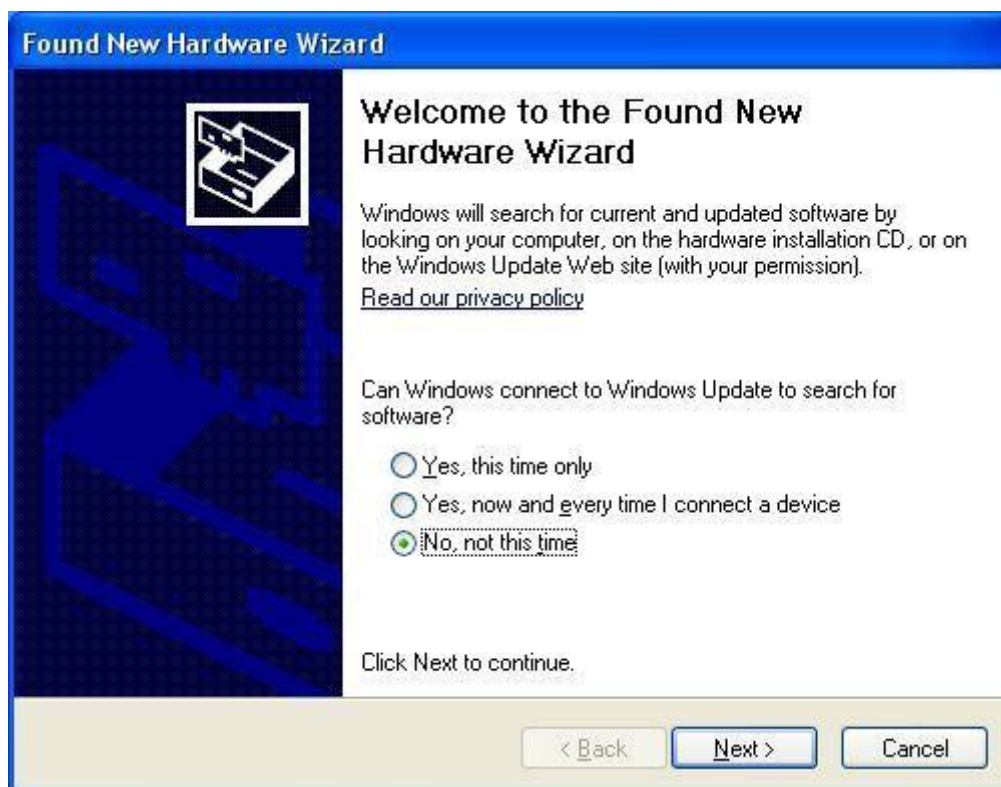 Found New Hardware Wizard
Welcome to the Found New
Hardware Wizard
Windows will search for current and updated software by
looking on your computer, on the hardware installation CD, or on
the Windows Update Web site (with your permission).
Read our privacy policy
Can Windows connect to Windows Update to search for
software?
Yes, this time only
Yes, now and every time I connect a device
No, not this time
Click Next to continue.
< Back Next > Cancel